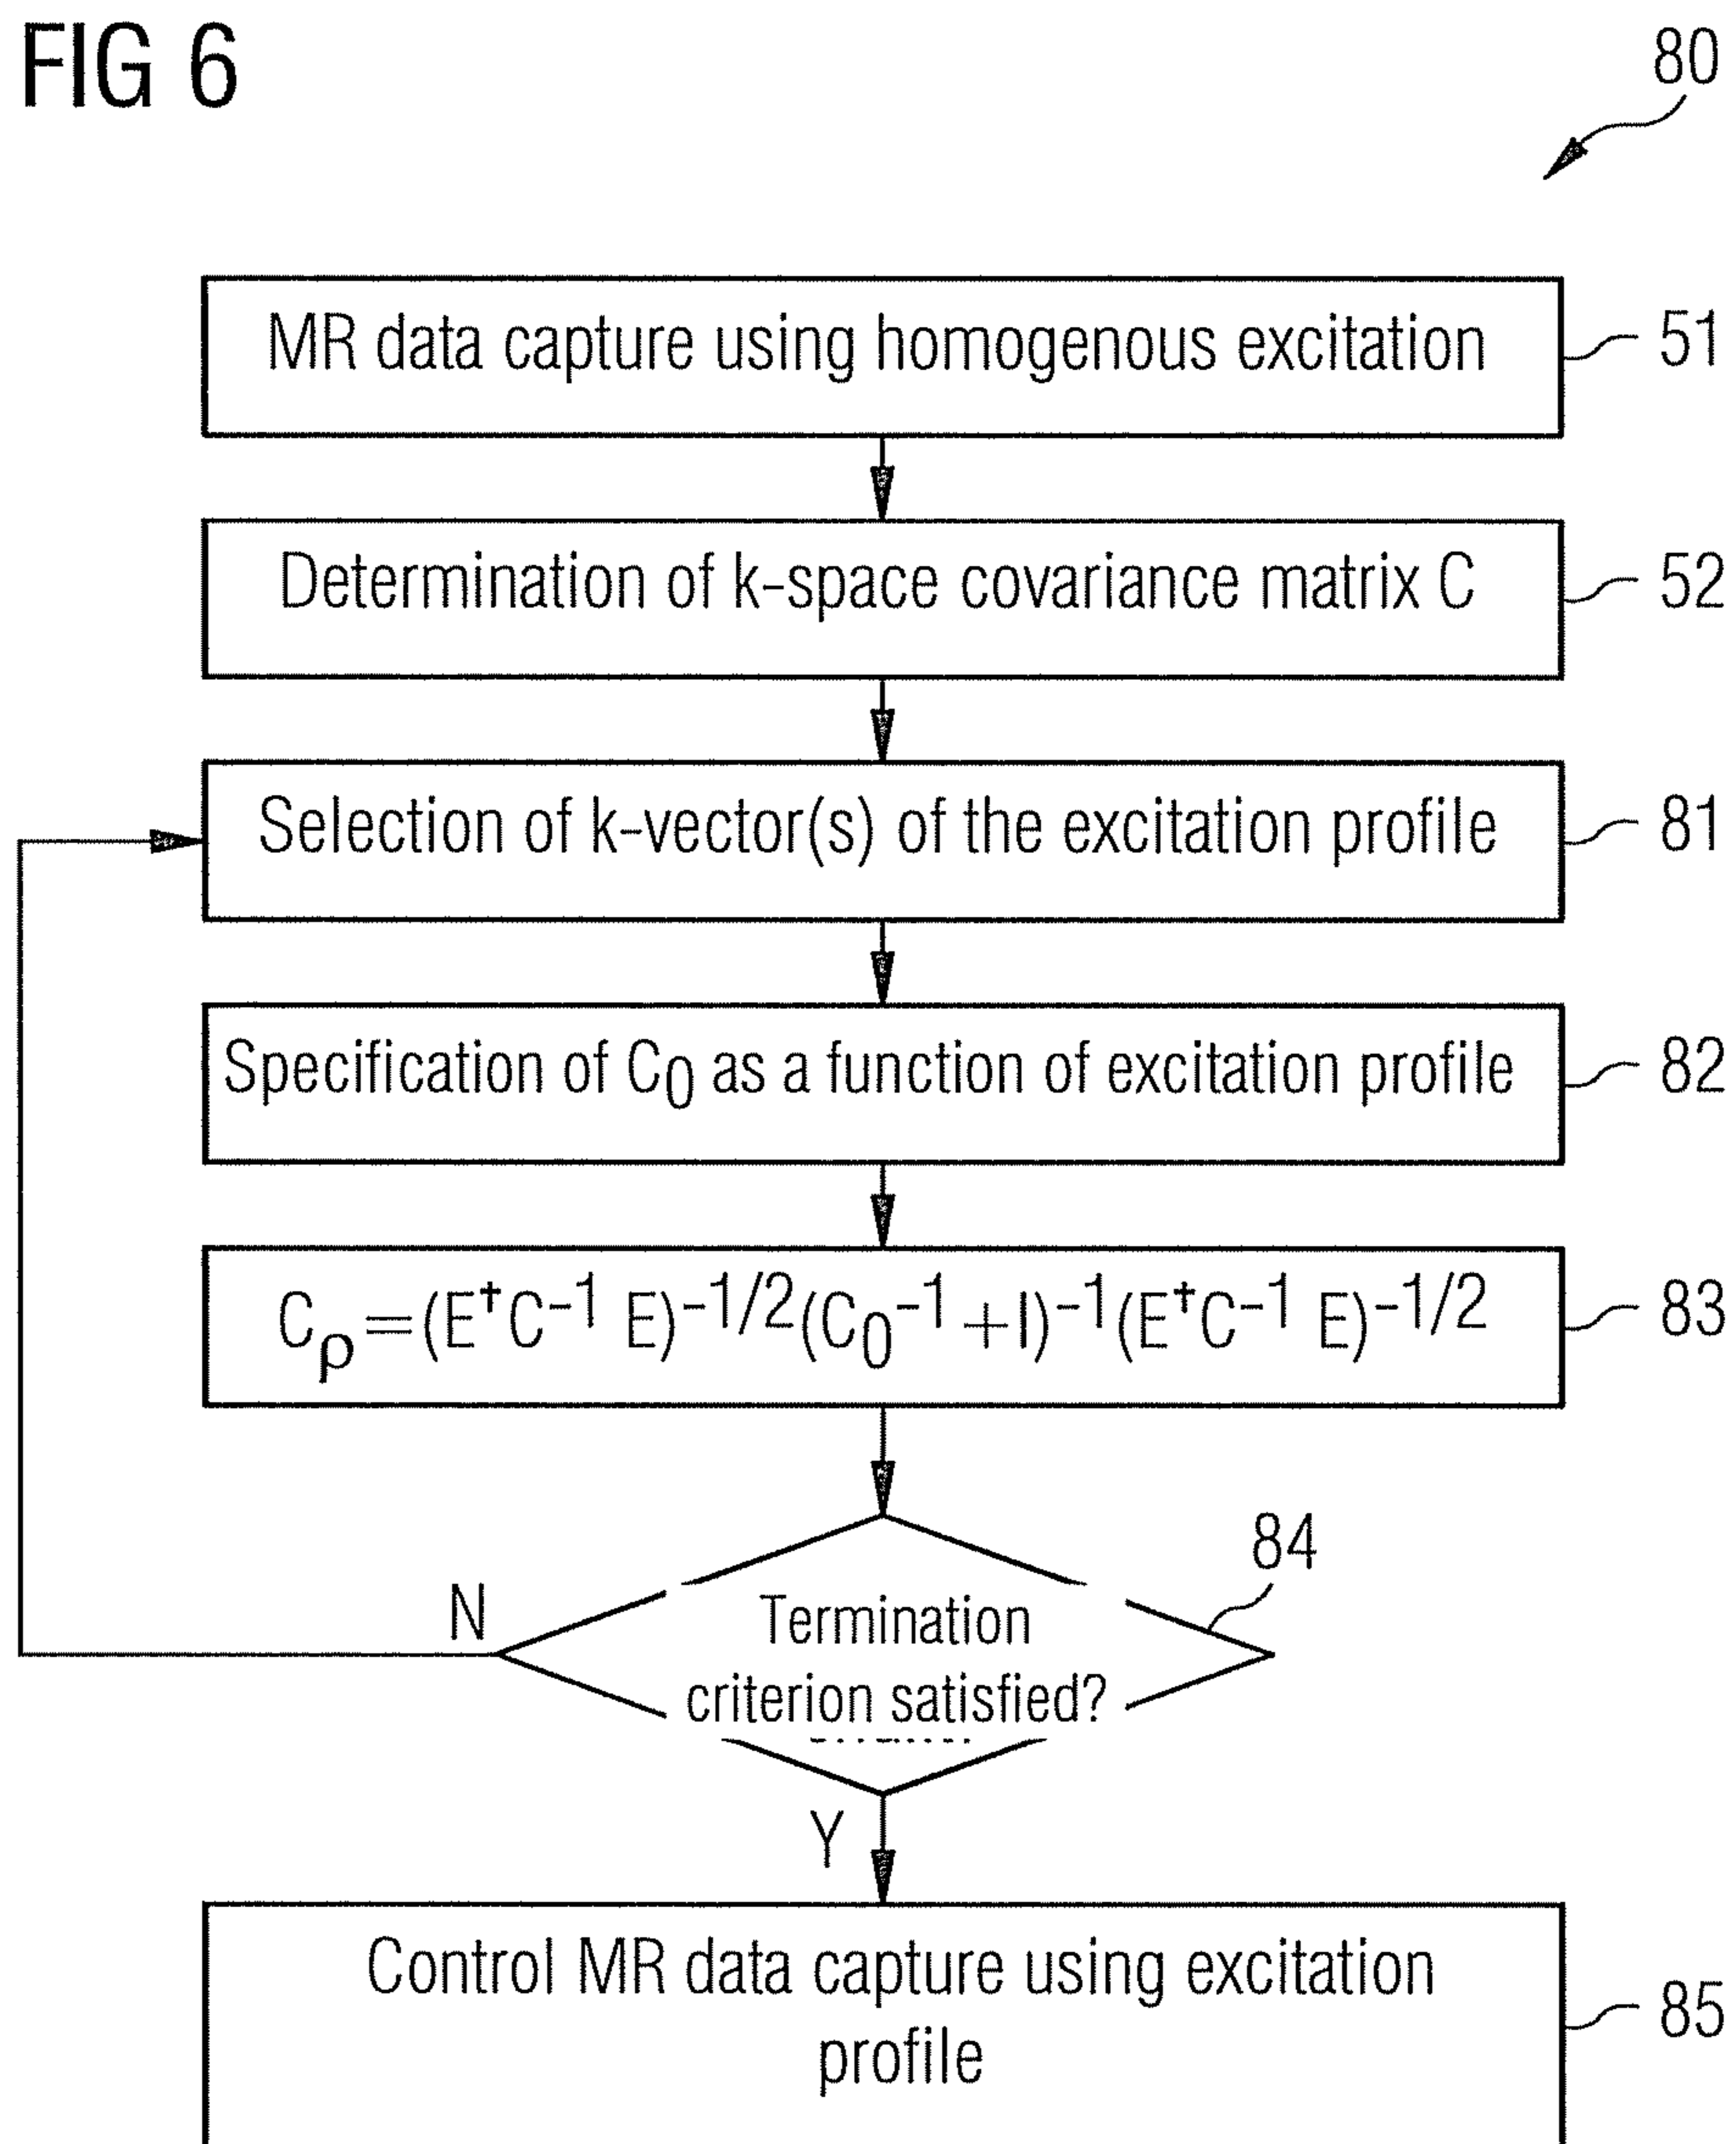 FIG 6
80
MR data capture using homogenous excitation
51
Determination of k-space covariance matrix C
52
Selection of k-vector(s) of the excitation profile
81
Specification of C₀ as a function of excitation profile
82
Cρ=(E†C⁻¹ E)⁻¹/²(C₀⁻¹+I)⁻¹(E†C⁻¹ E)⁻¹/²
83
84
N
Termination
criterion satisfied?
Y
Control MR data capture using excitation
profile
85